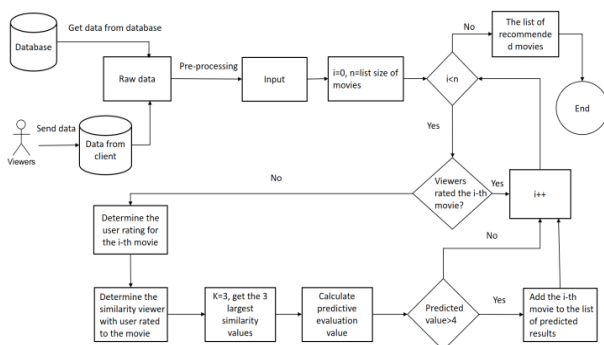 Get data from database
Database
Raw data
Pre-processing
Input
i=0, n=list size of
movies
i<n
No
The list of
recommende
d movies
End
Viewers
Send data
Data from
client
Yes
Viewers
rated the i-th
movie?
Yes
i++
No
Determine the
user rating for
the i-th movie
No
Determine the
similarity viewer
with user rated
to the movie
K=3, get the 3
largest
similarity
values
Calculate
predictive
evaluation
value
Predicted
value>4
Yes
Add the i-th
movie to the list
of predicted
results